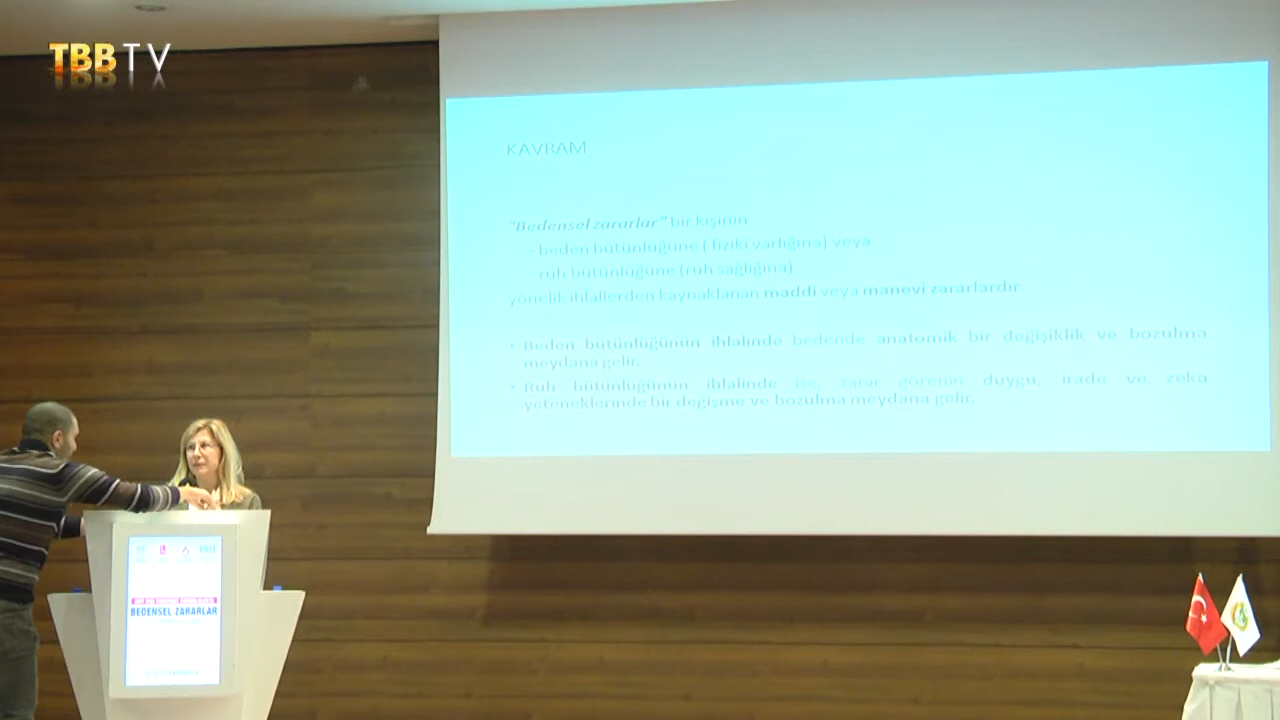 TBB TV
KAVRAM
"Bedensel zararlar" bir kişinin
- beden bütünlüğüne ( fiziki varlığına) veya
- ruh bütünlüğüne (ruh sağlığına)
yönelik ihlallerden kaynaklanan maddi veya manevi zararlardır.
• Beden bütünlüğünün ihlalinde bedende anatomik bir değişiklik ve bozulma
meydana gelir.
• Ruh bütünlüğünün ihlalinde ise, zarar görenin duygu, irade ve zeka
yeteneklerinde bir değişme ve bozulma meydana gelir.
BEDENSEL ZARARLAR